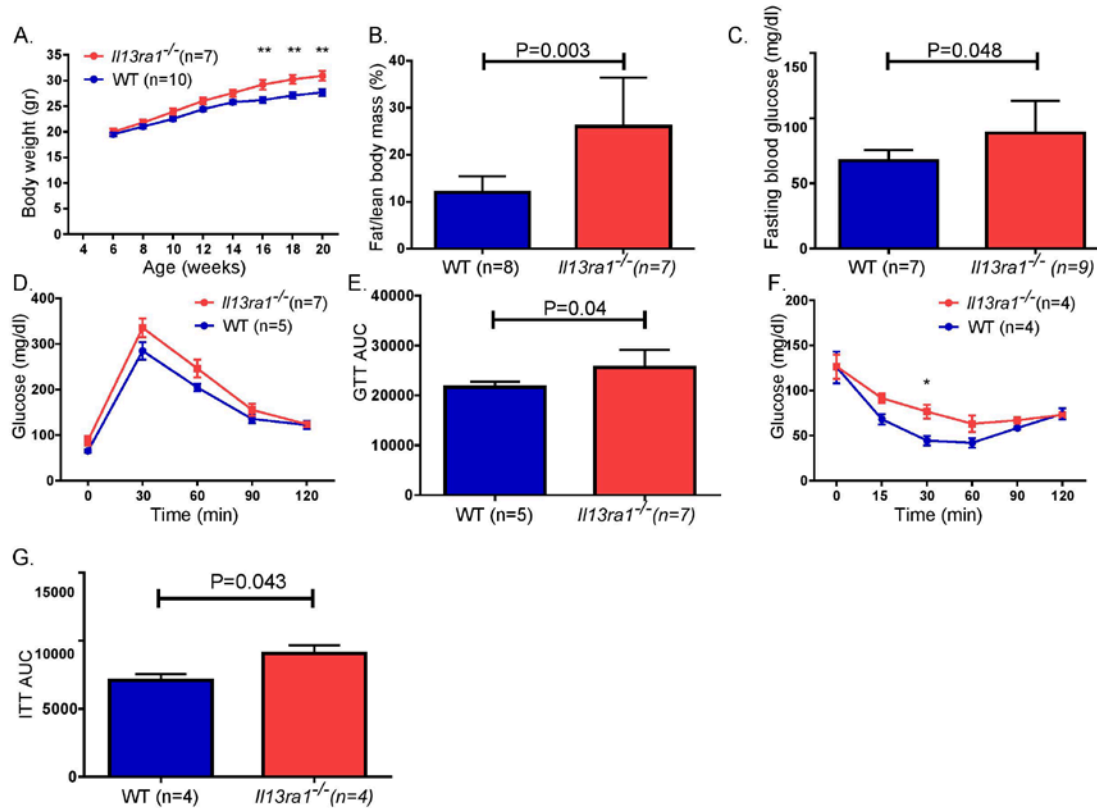 A.
Il13ra1-/-(n=7)
WT (n=10)
** ** **
Body weight (gr)
35
30
25
20
15
10
5
0
4 6 8 10 12 14 16 18 20
Age (weeks)
B.
P=0.003
Fat/lean body mass (%)
40
30
20
10
0
WT (n=8) Il13ra1-/-(n=7)
C.
P=0.048
Fasting blood glucose (mg/dl)
150
100
50
0
WT (n=7) Il13ra1-/- (n=9)
D.
Il13ra1-/-(n=7)
WT (n=5)
Glucose (mg/dl)
400
300
200
100
0
0 30 60 90 120
Time (min)
E.
P=0.04
GTT AUC
40000
30000
20000
10000
0
WT (n=5) Il13ra1-/-(n=7)
F.
Il13ra1-/-(n=4)
WT (n=4)
*
Glucose (mg/dl)
200
150
100
50
0
0 15 30 60 90 120
Time (min)
G.
P=0.043
ITT AUC
15000
10000
5000
0
WT (n=4) Il13ra1-/-(n=4)